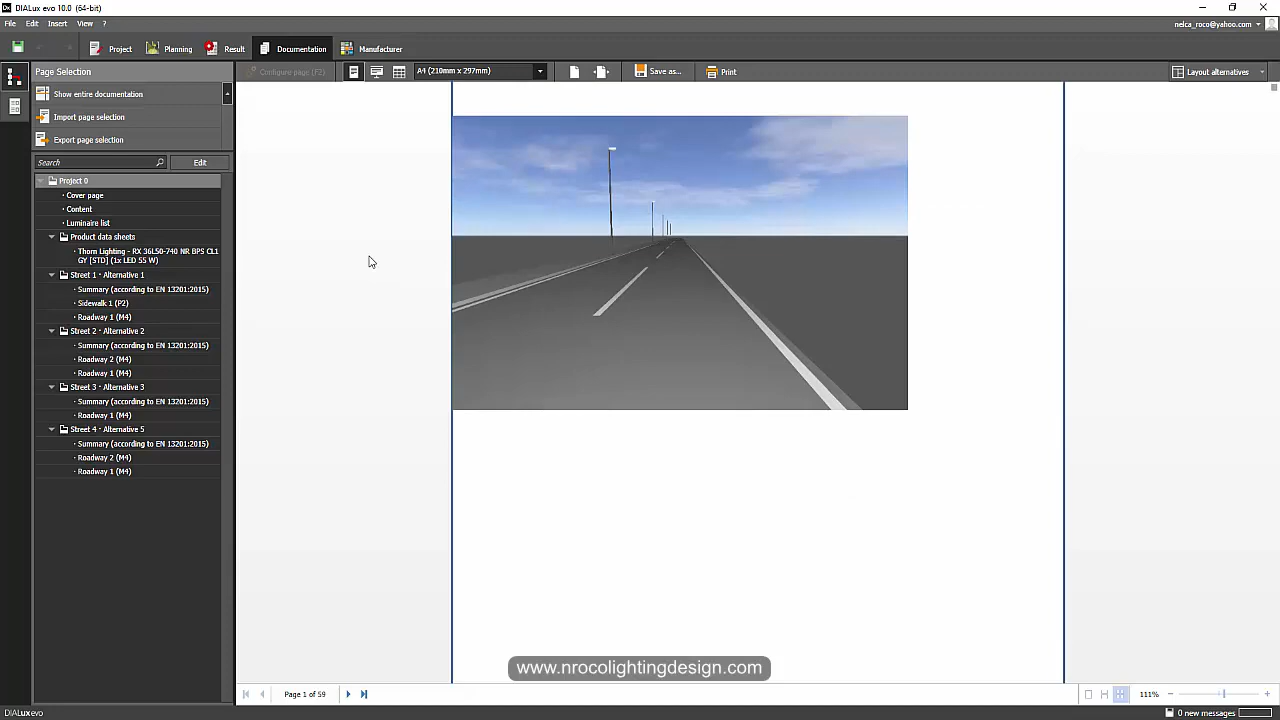 DIALux evo 10.0 (64-bit)
File Edit Insert View ?
nelca_roco@yahoo.com
Project Planning Result Documentation Manufacturer
Page Selection
Configure page (F2)
A4 (210mm x 297mm)
Save as...
Print
Layout alternatives
Show entire documentation
Import page selection
Export page selection
Search
Edit
Project 0
Cover page
Content
Luminaire list
Product data sheets
Thorn Lighting - RX 36L50-740 NR BPS CL1
GY [STD] (1x LED 55 W)
Street 1 · Alternative 1
Summary (according to EN 13201:2015)
Sidewalk 1 (P2)
Roadway 1 (M4)
Street 2 · Alternative 2
Summary (according to EN 13201:2015)
Roadway 2 (M4)
Roadway 1 (M4)
Street 3 · Alternative 3
Summary (according to EN 13201:2015)
Roadway 1 (M4)
Street 4 · Alternative 5
Summary (according to EN 13201:2015)
Roadway 2 (M4)
Roadway 1 (M4)
www.nrocolightingdesign.com
Page 1 of 59
111%
DIALux evo
0 new messages